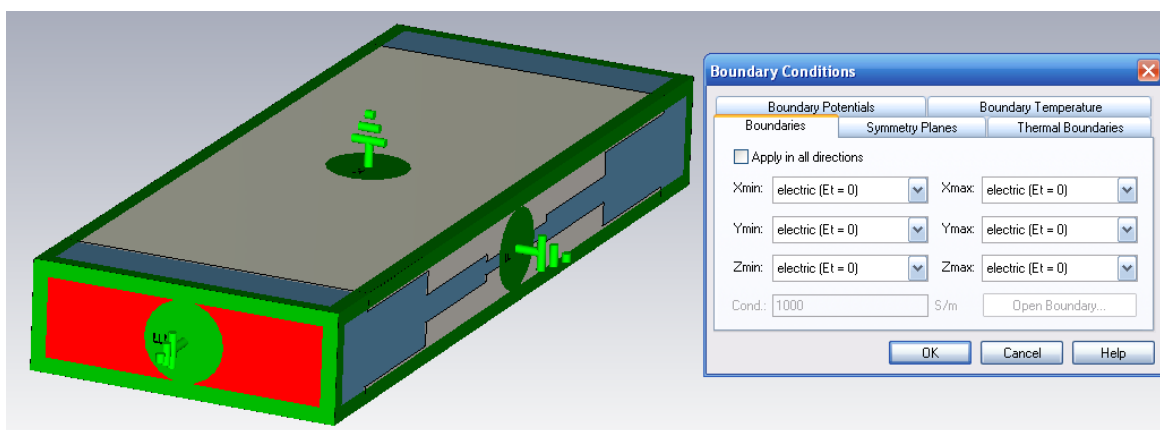 Boundary Conditions
Boundary Potentials Boundary Temperature
Boundaries Symmetry Planes Thermal Boundaries
Apply in all directions
Xmin: electric (Et = 0) Xmax: electric (Et = 0)
Ymin: electric (Et = 0) Ymax: electric (Et = 0)
Zmin: electric (Et = 0) Zmax: electric (Et = 0)
Cond.: 1000 S/m Open Boundary...
OK Cancel Help